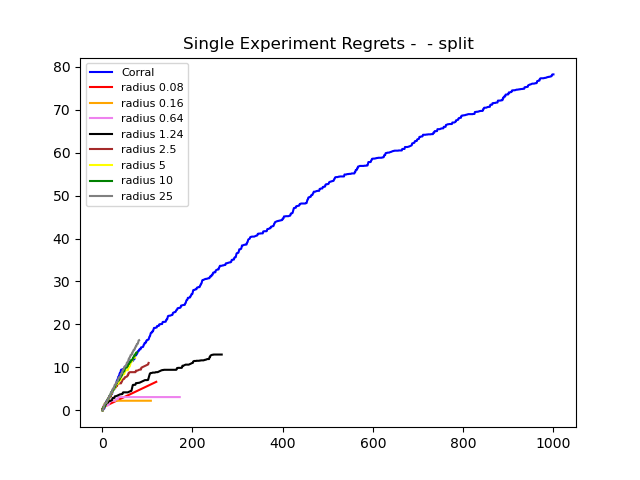 Single Experiment Regrets -  - split
80
70
60
50
40
30
20
10
0
Corral
radius 0.08
radius 0.16
radius 0.64
radius 1.24
radius 2.5
radius 5
radius 10
radius 25
0 200 400 600 800 1000